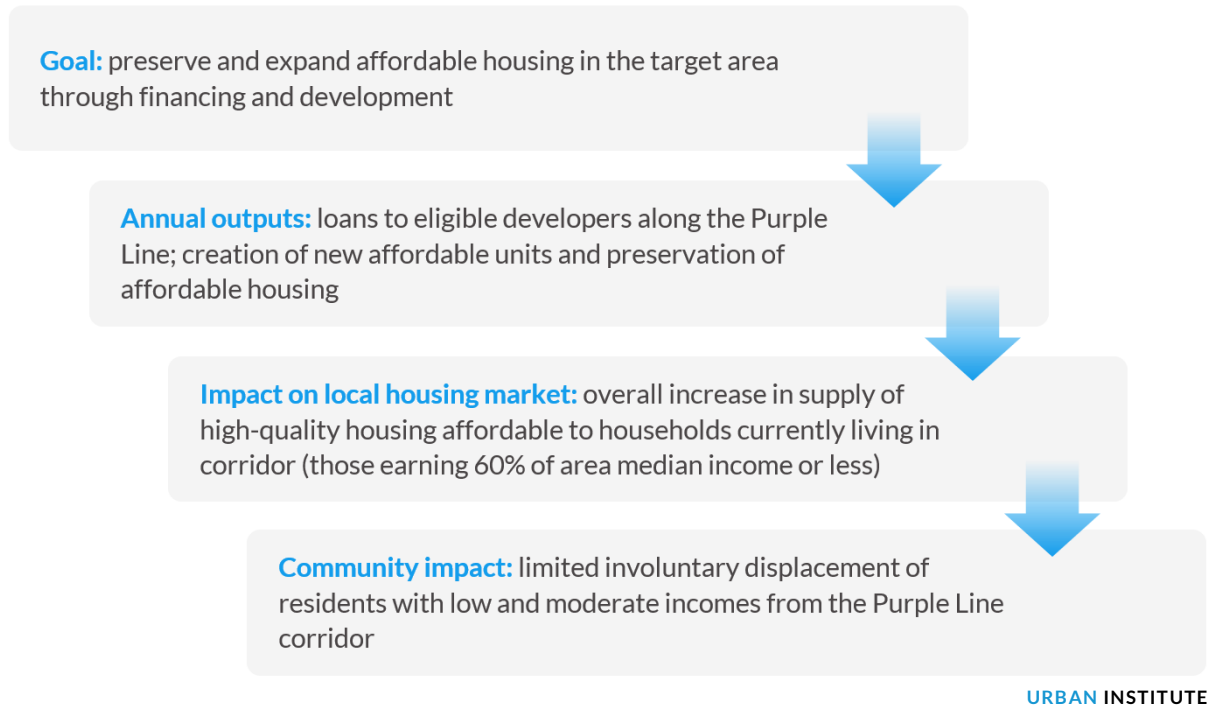 Goal: preserve and expand affordable housing in the target area
through financing and development
Annual outputs: loans to eligible developers along the Purple
Line; creation of new affordable units and preservation of
affordable housing
Impact on local housing market: overall increase in supply of
high-quality housing affordable to households currently living in
corridor (those earning 60% of area median income or less)
Community impact: limited involuntary displacement of
residents with low and moderate incomes from the Purple Line
corridor
URBAN INSTITUTE